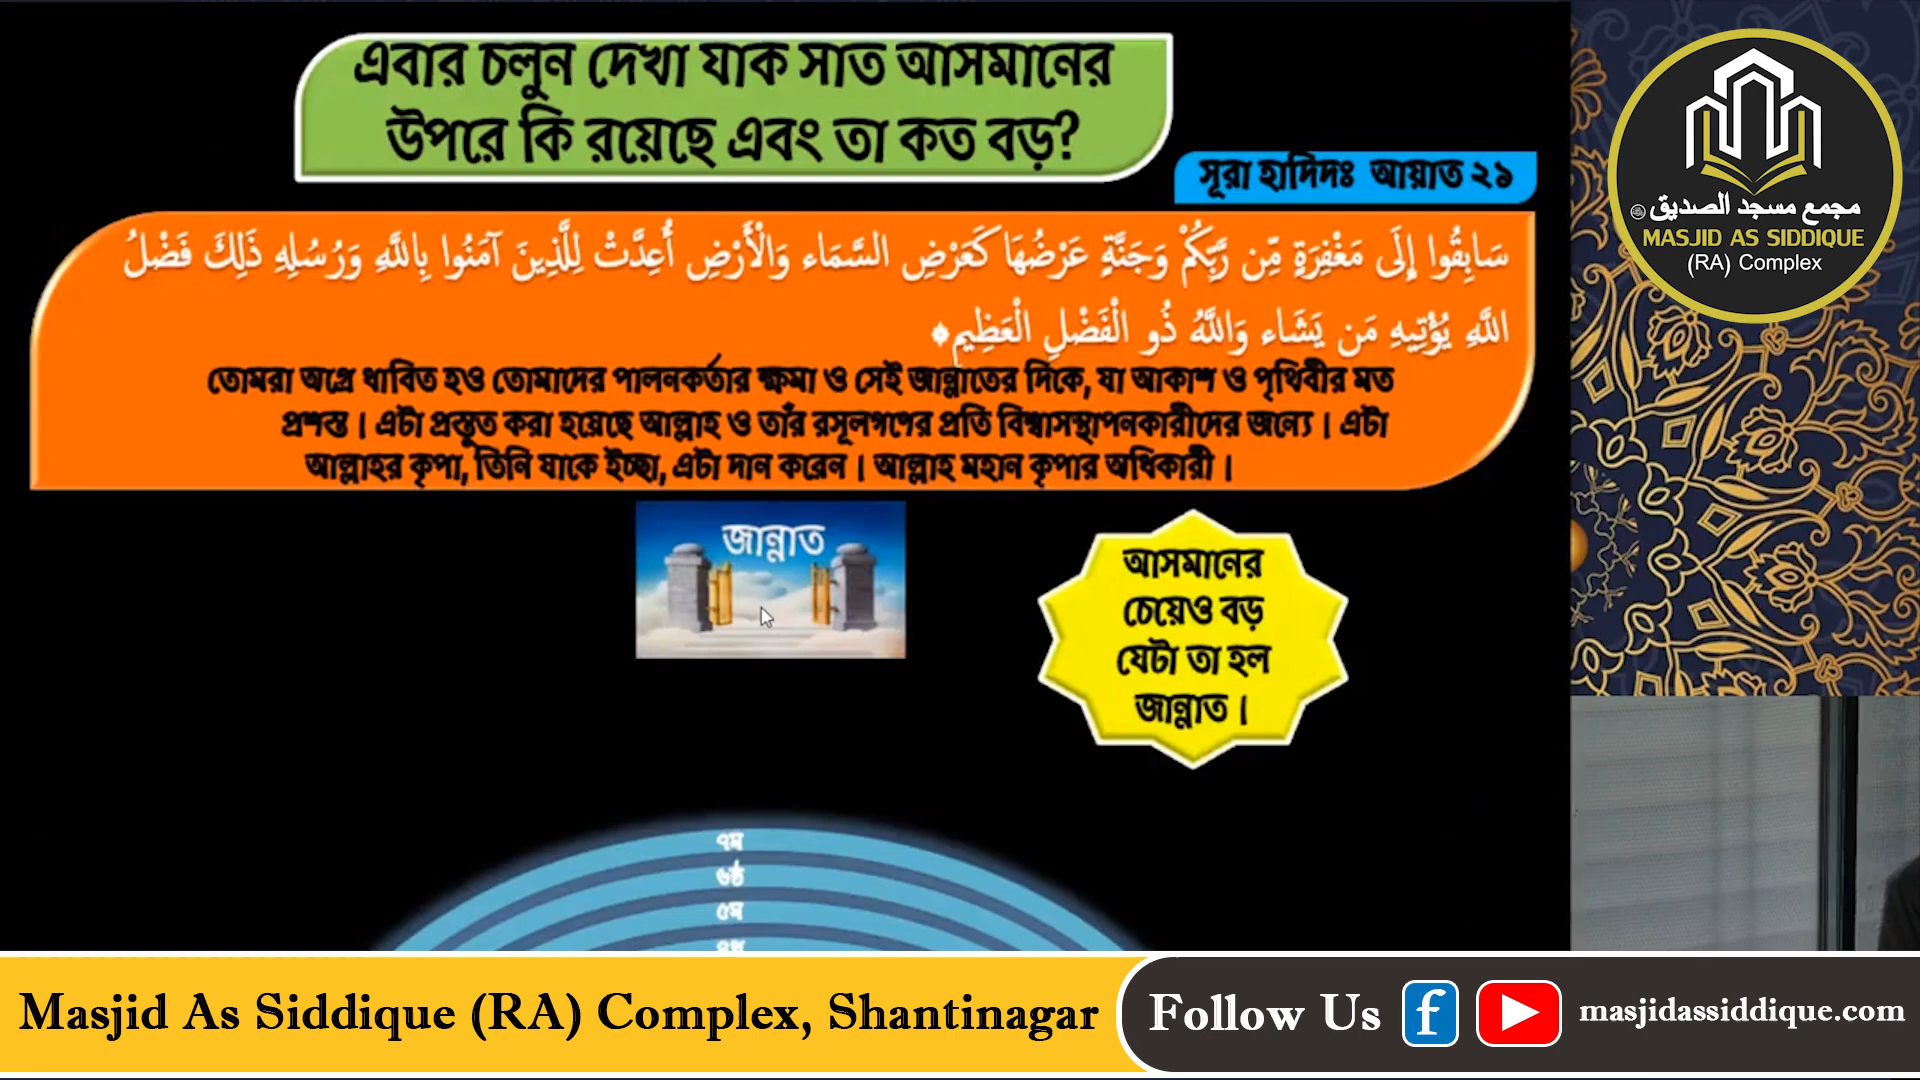 এবার চলুন দেখা যাক সাত আসমানের
উপরে কি রয়েছে এবং তা কত বড়?
সূরা হাদিদঃ আয়াত ২১
سَابِقُوا إِلَى مَغْفِرَةٍ مِّن رَّبِّكُمْ وَجَنَّةٍ عَرْضُهَا كَعَرْضِ السَّمَاء وَالْأَرْضِ أُعِدَّتْ لِلَّذِينَ آمَنُوا بِاللَّهِ وَرُسُلِهِ ذَلِكَ فَضْلُ
اللَّهِ يُؤْتِيهِ مَن يَشَاء وَاللَّهُ ذُو الْفَضْلِ الْعَظِيمِ
তোমরা অগ্রে ধাবিত হও তোমাদের পালনকর্তার ক্ষমা ও সেই জান্নাতের দিকে, যা আকাশ ও পৃথিবীর মত
প্রশস্ত। এটা প্রস্তুত করা হয়েছে আল্লাহ ও তাঁর রসূলগণের প্রতি বিশ্বাসস্থাপনকারীদের জন্যে। এটা
আল্লাহর কৃপা, তিনি যাকে ইচ্ছা, এটা দান করেন। আল্লাহ মহান কৃপার অধিকারী।
জান্নাত
আসমানের
চেয়েও বড়
যেটা তা হল
জান্নাত।
৭ম
৬ষ্ঠ
৫ম
৪র্থ
مجمع مسجد الصديق
MASJID AS SIDDIQUE
(RA) Complex
Masjid As Siddique (RA) Complex, Shantinagar
Follow Us
masjidassiddique.com